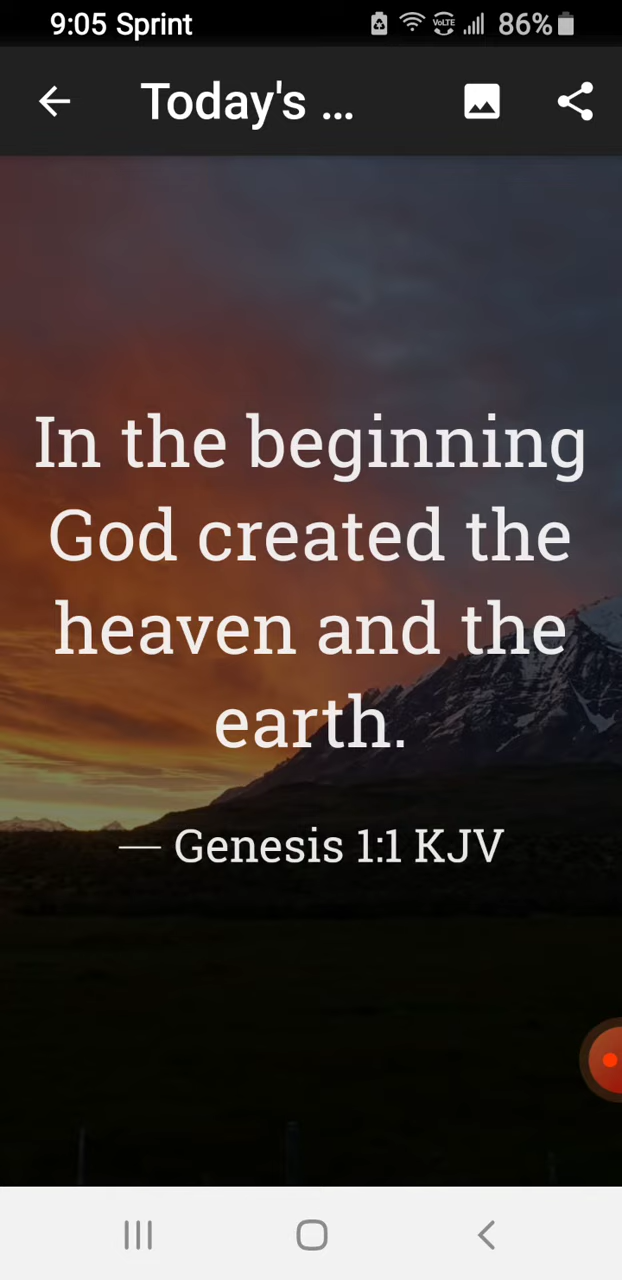 9:05 Sprint VoLTE 86%
Today's ...
In the beginning
God created the
heaven and the
earth.
— Genesis 1:1 KJV